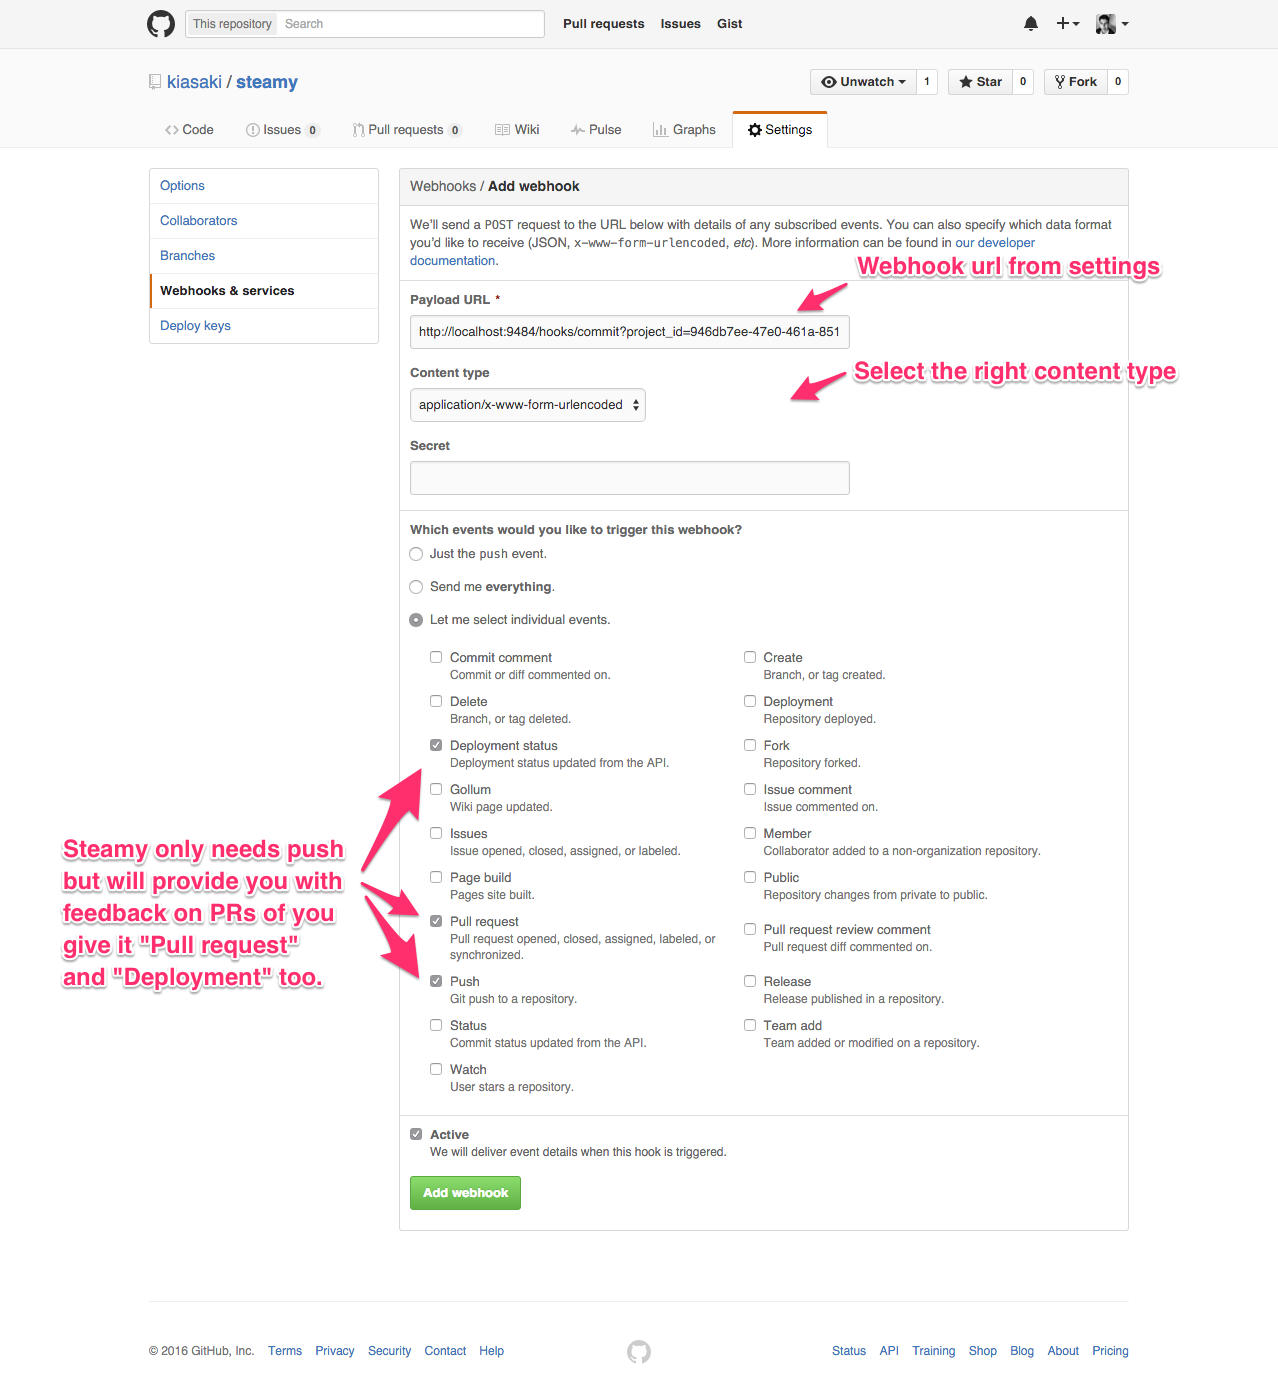 This repository Search Pull requests Issues Gist
kiasaki / steamy Unwatch 1 Star 0 Fork 0
Code Issues 0 Pull requests 0 Wiki Pulse Graphs Settings
Options
Collaborators
Branches
Webhooks & services
Deploy keys
Webhooks / Add webhook
We'll send a POST request to the URL below with details of any subscribed events. You can also specify which data format
you'd like to receive (JSON, x-www-form-urlencoded, etc). More information can be found in our developer
documentation.
Webhook url from settings
Payload URL *
http://localhost:9484/hooks/commit?project_id=946db7ee-47e0-461a-851
Select the right content type
Content type
application/x-www-form-urlencoded
Secret
Which events would you like to trigger this webhook?
Just the push event.
Send me everything.
Let me select individual events.
Commit comment
Commit or diff commented on.
Create
Branch, or tag created.
Delete
Branch, or tag deleted.
Deployment
Repository deployed.
Deployment status
Deployment status updated from the API.
Fork
Repository forked.
Gollum
Wiki page updated.
Issue comment
Issue commented on.
Issues
Issue opened, closed, assigned, or labeled.
Member
Collaborator added to a non-organization repository.
Page build
Pages site built.
Public
Repository changes from private to public.
Pull request
Pull request opened, closed, assigned, labeled, or
synchronized.
Pull request review comment
Pull request diff commented on.
Push
Git push to a repository.
Release
Release published in a repository.
Status
Commit status updated from the API.
Team add
Team added or modified on a repository.
Watch
User stars a repository.
Steamy only needs push
but will provide you with
feedback on PRs of you
give it "Pull request"
and "Deployment" too.
Active
We will deliver event details when this hook is triggered.
Add webhook
© 2016 GitHub, Inc. Terms Privacy Security Contact Help Status API Training Shop Blog About Pricing